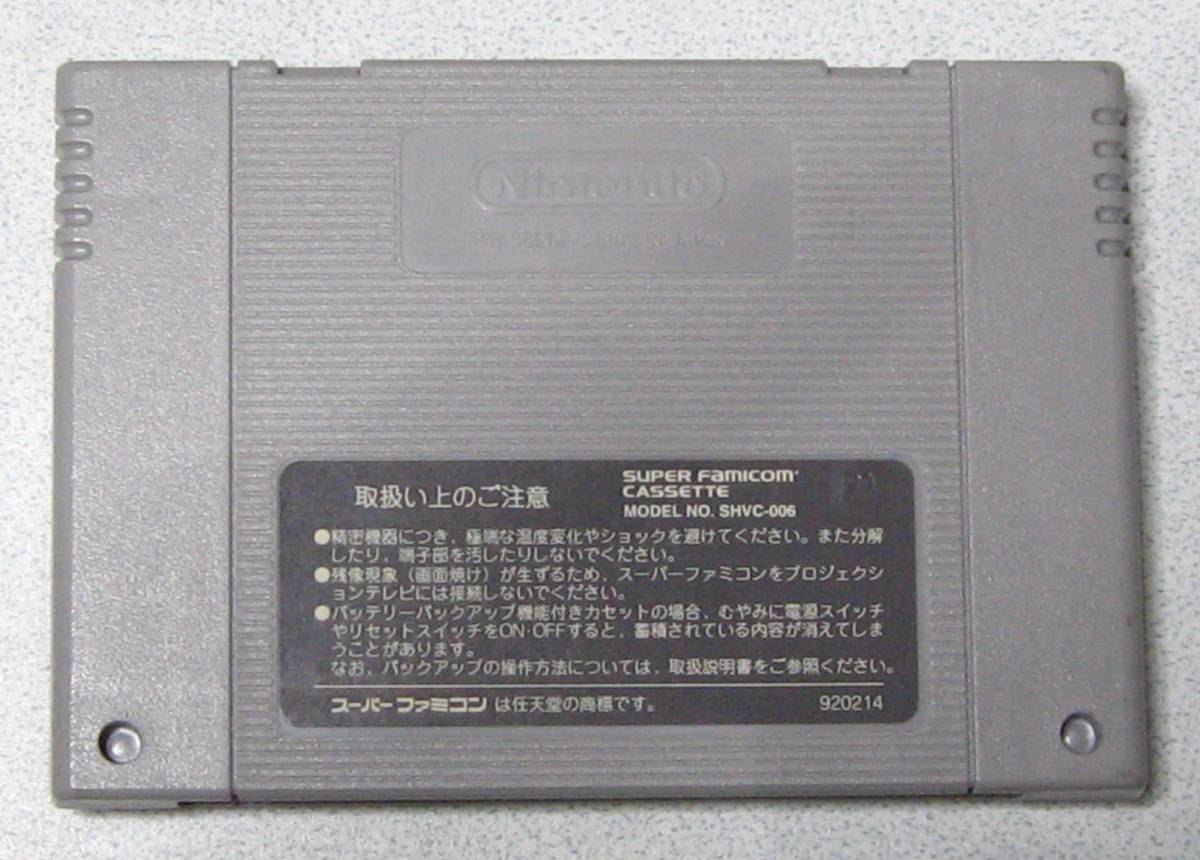 Nintendo
MADE IN JAPAN
取扱い上のご注意
SUPER FAMICOM
CASSETTE
MODEL NO. SHVC-006
●精密機器につき、極端な温度変化やショックを避けてください。また分解
したり、端子部を汚したりしないでください。
●残像現象（画面焼け）が生ずるため、スーパーファミコンをプロジェクシ
ョンテレビには接続しないでください。
●バッテリーバックアップ機能付きカセットの場合、むやみに電源スイッチ
やリセットスイッチをON・OFFすると、蓄積されている内容が消えてしま
うことがあります。
なお、バックアップの操作方法については、取扱説明書をご参照ください。
スーパーファミコンは任天堂の商標です。
920214